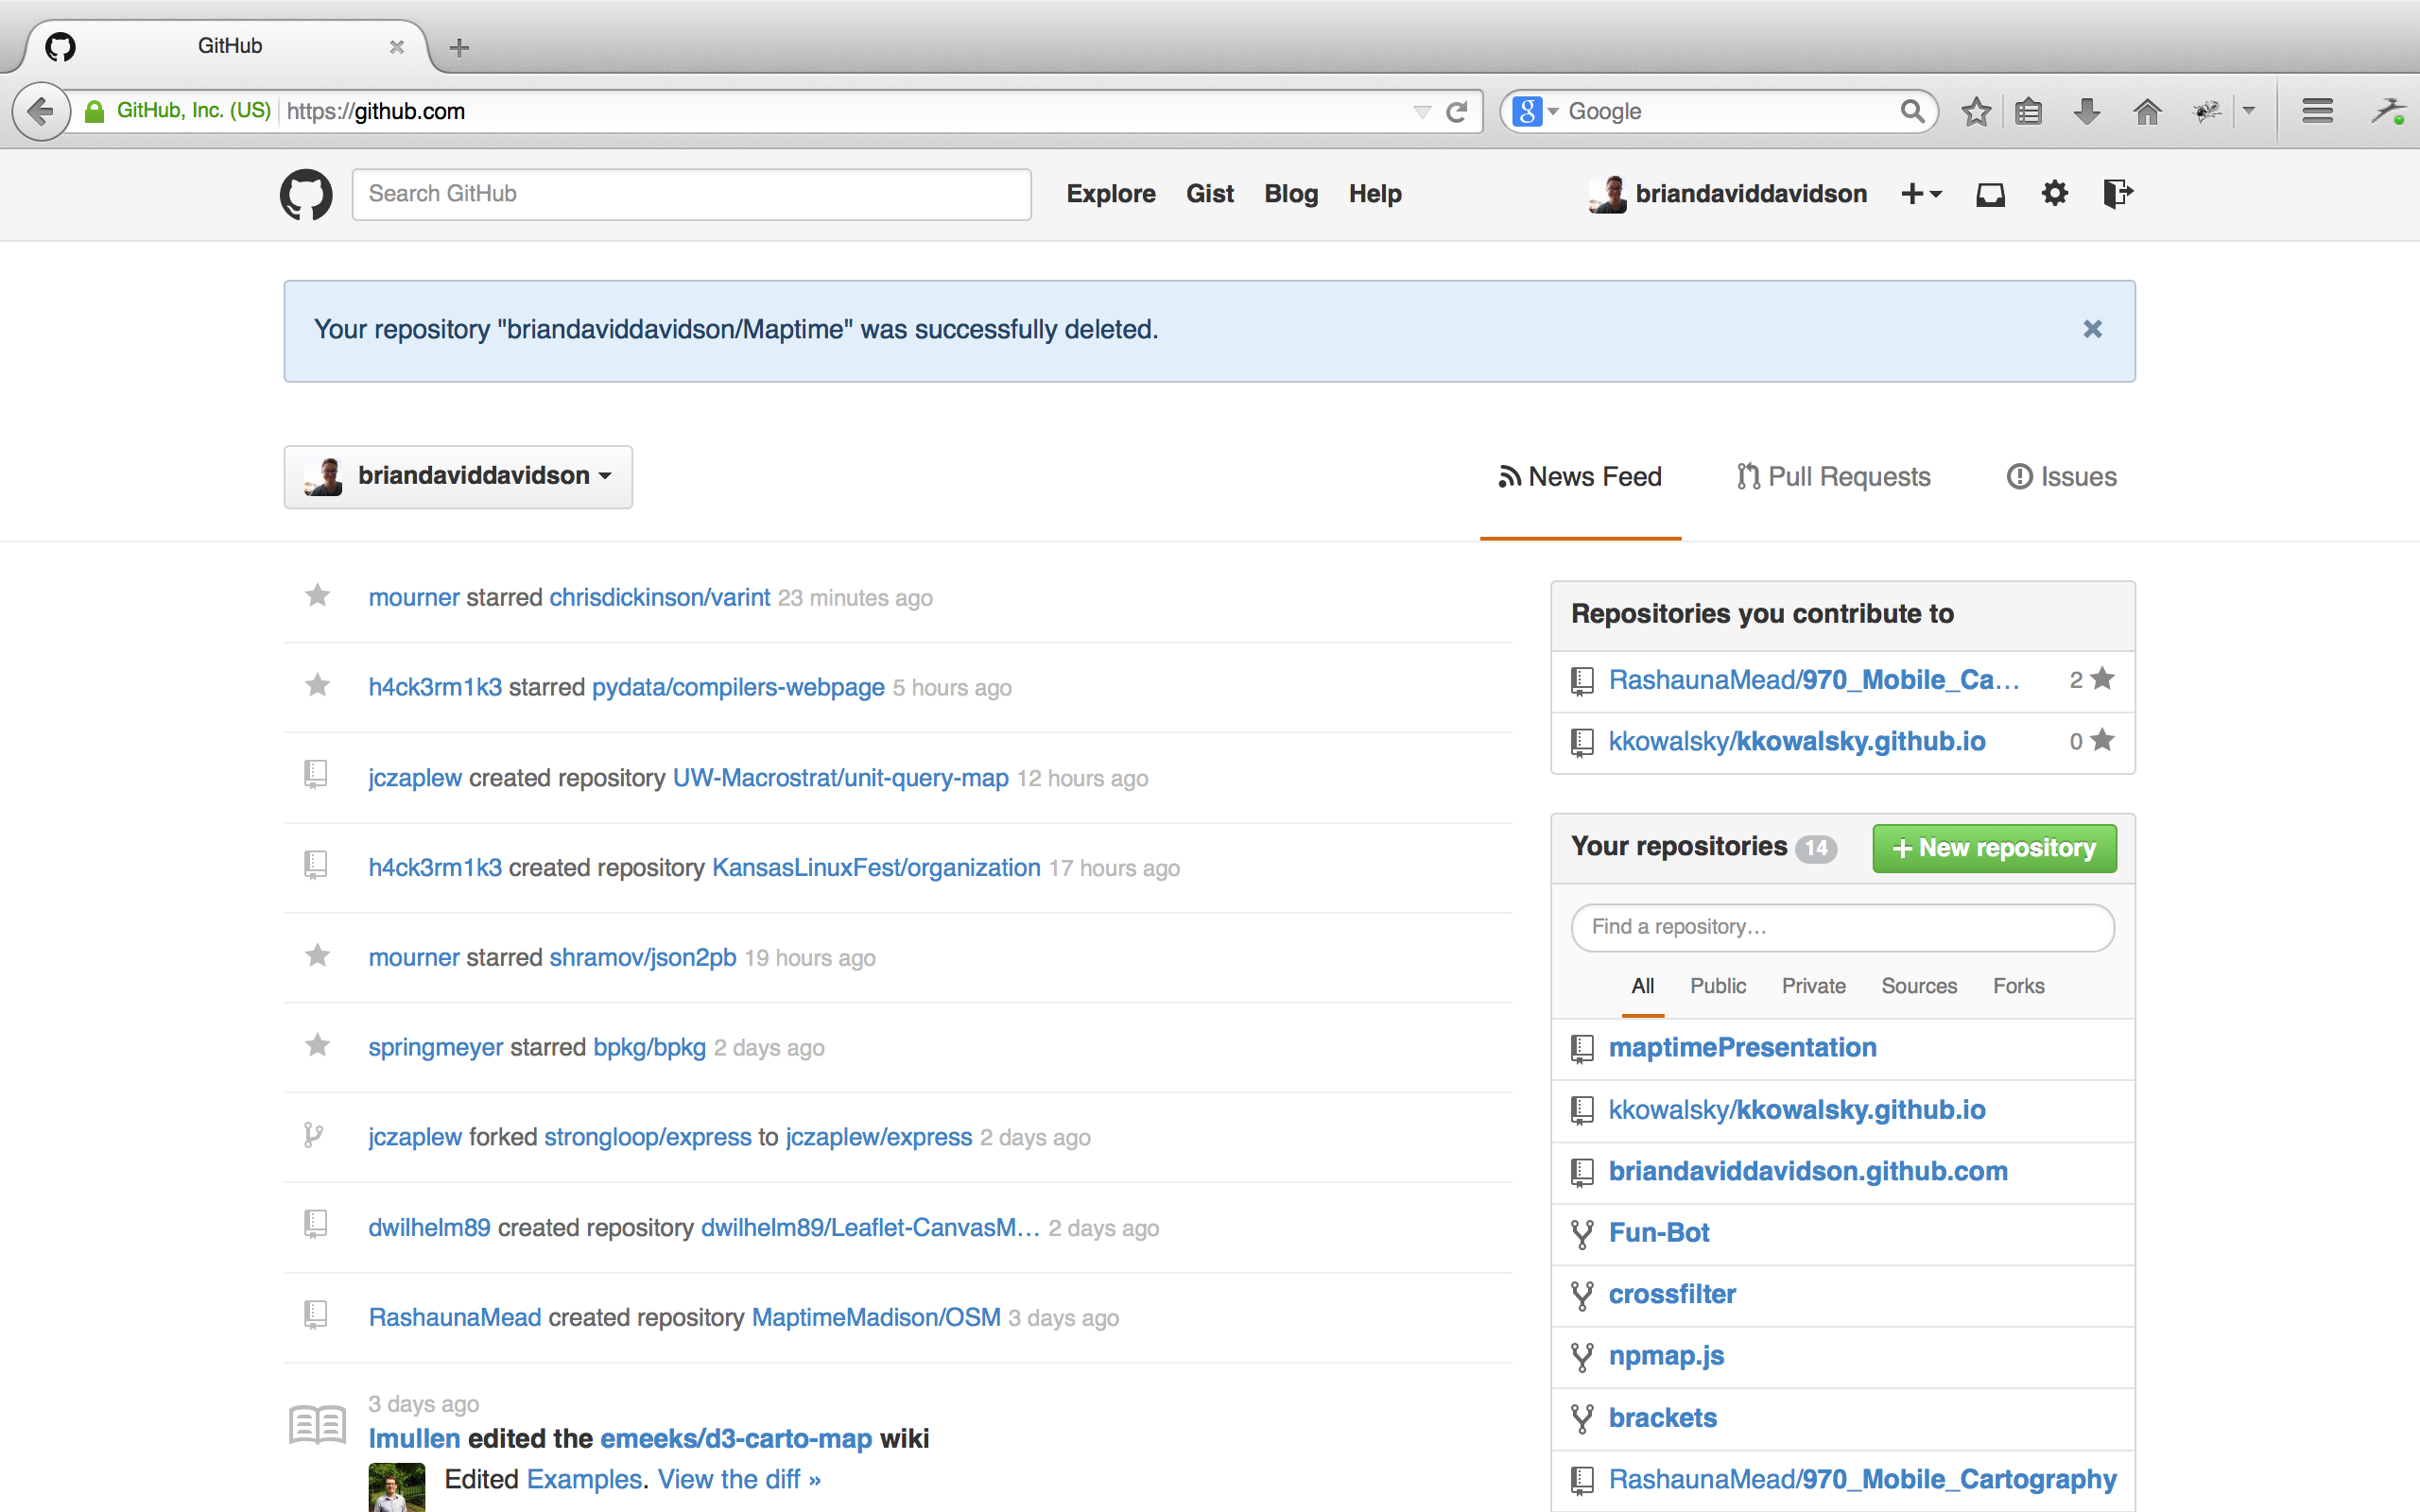 GitHub
GitHub, Inc. (US) https://github.com
Google
Search GitHub
Explore Gist Blog Help
briandaviddavidson
Your repository "briandaviddavidson/Maptime" was successfully deleted.
briandaviddavidson
News Feed Pull Requests Issues
mourner starred chrisdickinson/varint 23 minutes ago
h4ck3rm1k3 starred pydata/compilers-webpage 5 hours ago
jczaplew created repository UW-Macrostrat/unit-query-map 12 hours ago
h4ck3rm1k3 created repository KansasLinuxFest/organization 17 hours ago
mourner starred shramov/json2pb 19 hours ago
springmeyer starred bpkg/bpkg 2 days ago
jczaplew forked strongloop/express to jczaplew/express 2 days ago
dwilhelm89 created repository dwilhelm89/Leaflet-CanvasM… 2 days ago
RashaunaMead created repository MaptimeMadison/OSM 3 days ago
3 days ago
lmullen edited the emeeks/d3-carto-map wiki
Edited Examples. View the diff »
Repositories you contribute to
RashaunaMead/970_Mobile_Ca… 2
kkowalsky/kkowalsky.github.io 0
Your repositories 14
+ New repository
Find a repository…
All Public Private Sources Forks
maptimePresentation
kkowalsky/kkowalsky.github.io
briandaviddavidson.github.com
Fun-Bot
crossfilter
npmap.js
brackets
RashaunaMead/970_Mobile_Cartography